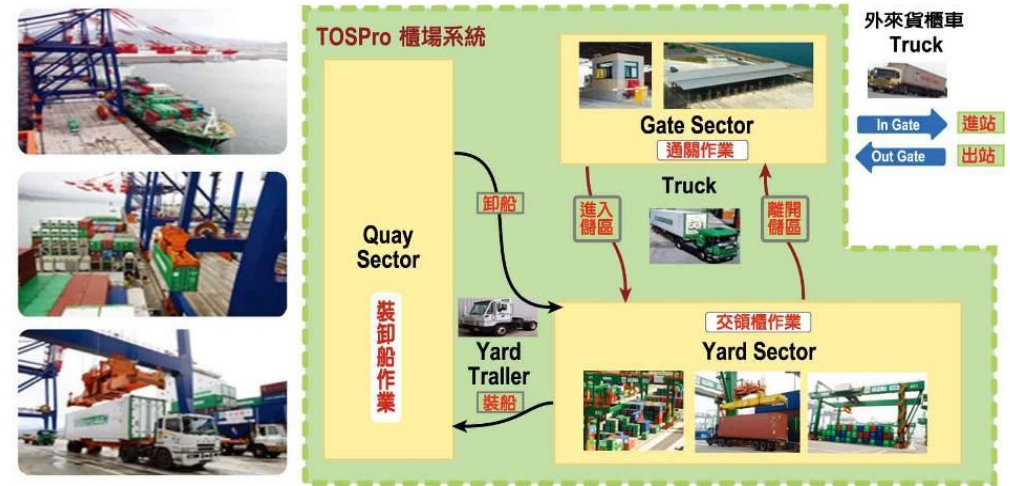 TOSPro 櫃場系統
外來貨櫃車
Truck
In Gate
進站
Out Gate
出站
Gate Sector
通關作業
Truck
進入
儲區
離開
儲區
卸船
Quay
Sector
裝卸船作業
Yard
Traller
裝船
交領櫃作業
Yard Sector